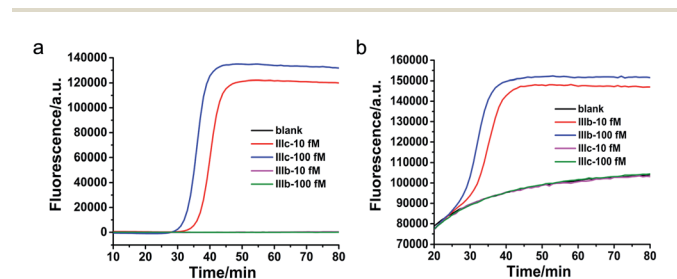 a
140000
120000
100000
80000
60000
40000
20000
0
Fluorescence/a.u.
blank
IIIc-10 fM
IIIc-100 fM
IIIb-10 fM
IIIb-100 fM
10 20 30 40 50 60 70 80
Time/min
b
160000
150000
140000
130000
120000
110000
100000
90000
80000
70000
Fluorescence/a.u.
blank
IIIb-10 fM
IIIb-100 fM
IIIc-10 fM
IIIc-100 fM
20 30 40 50 60 70 80
Time/min